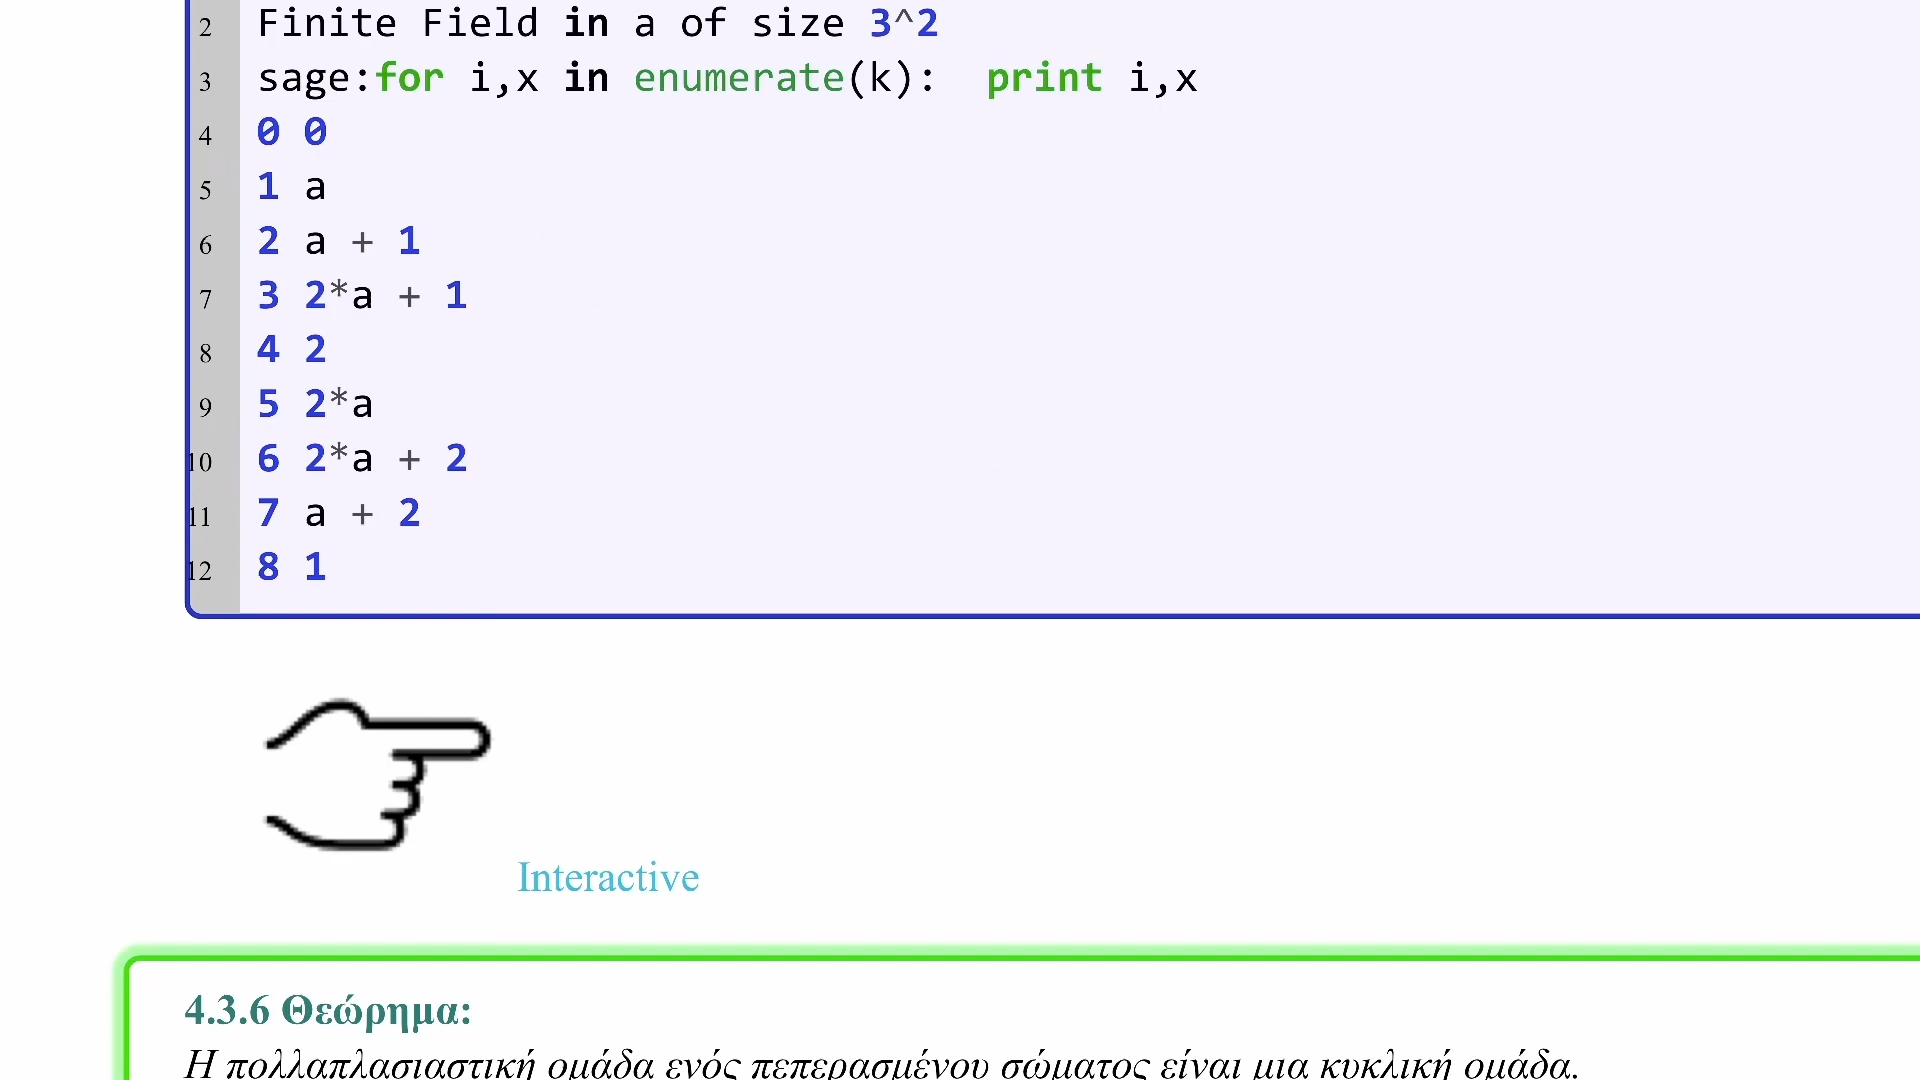 2 Finite Field in a of size 3^2
3 sage:for i,x in enumerate(k):  print i,x
4 0 0
5 1 a
6 2 a + 1
7 3 2*a + 1
8 4 2
9 5 2*a
10 6 2*a + 2
11 7 a + 2
12 8 1
Interactive
4.3.6 Θεώρημα:
Η πολλαπλασιαστική ομάδα ενός πεπερασμένου σώματος είναι μια κυκλική ομάδα.